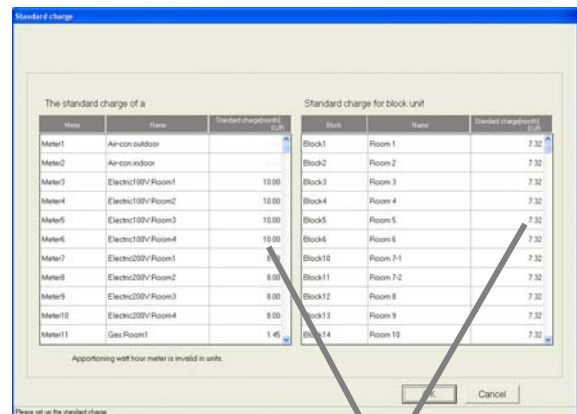 Standard charge
The standard charge of a
Meter Name Standard charge[month] EUR
Meter1 Air-con:outdoor
Meter2 Air-con:indoor
Meter3 Electric100V:Room1 10.00
Meter4 Electric100V:Room2 10.00
Meter5 Electric100V:Room3 10.00
Meter6 Electric100V:Room4 10.00
Meter7 Electric200V:Room1
Meter8 Electric200V:Room2 8.00
Meter9 Electric200V:Room3 8.00
Meter10 Electric200V:Room4 8.00
Meter11 Gas:Room1 1.45
Apportioning watt hour meter is invalid in units.
Standard charge for block unit
Block Name Standard charge[month] EUR
Block1 Room 1 7.32
Block2 Room 2 7.32
Block3 Room 3 7.32
Block4 Room 4 7.32
Block5 Room 5 7.32
Block6 Room 6 7.32
Block10 Room 7-1 7.32
Block11 Room 7-2 7.32
Block12 Room 8 7.32
Block13 Room 9 7.32
Block14 Room 10 7.32
Cancel
Please set up the standard charge.